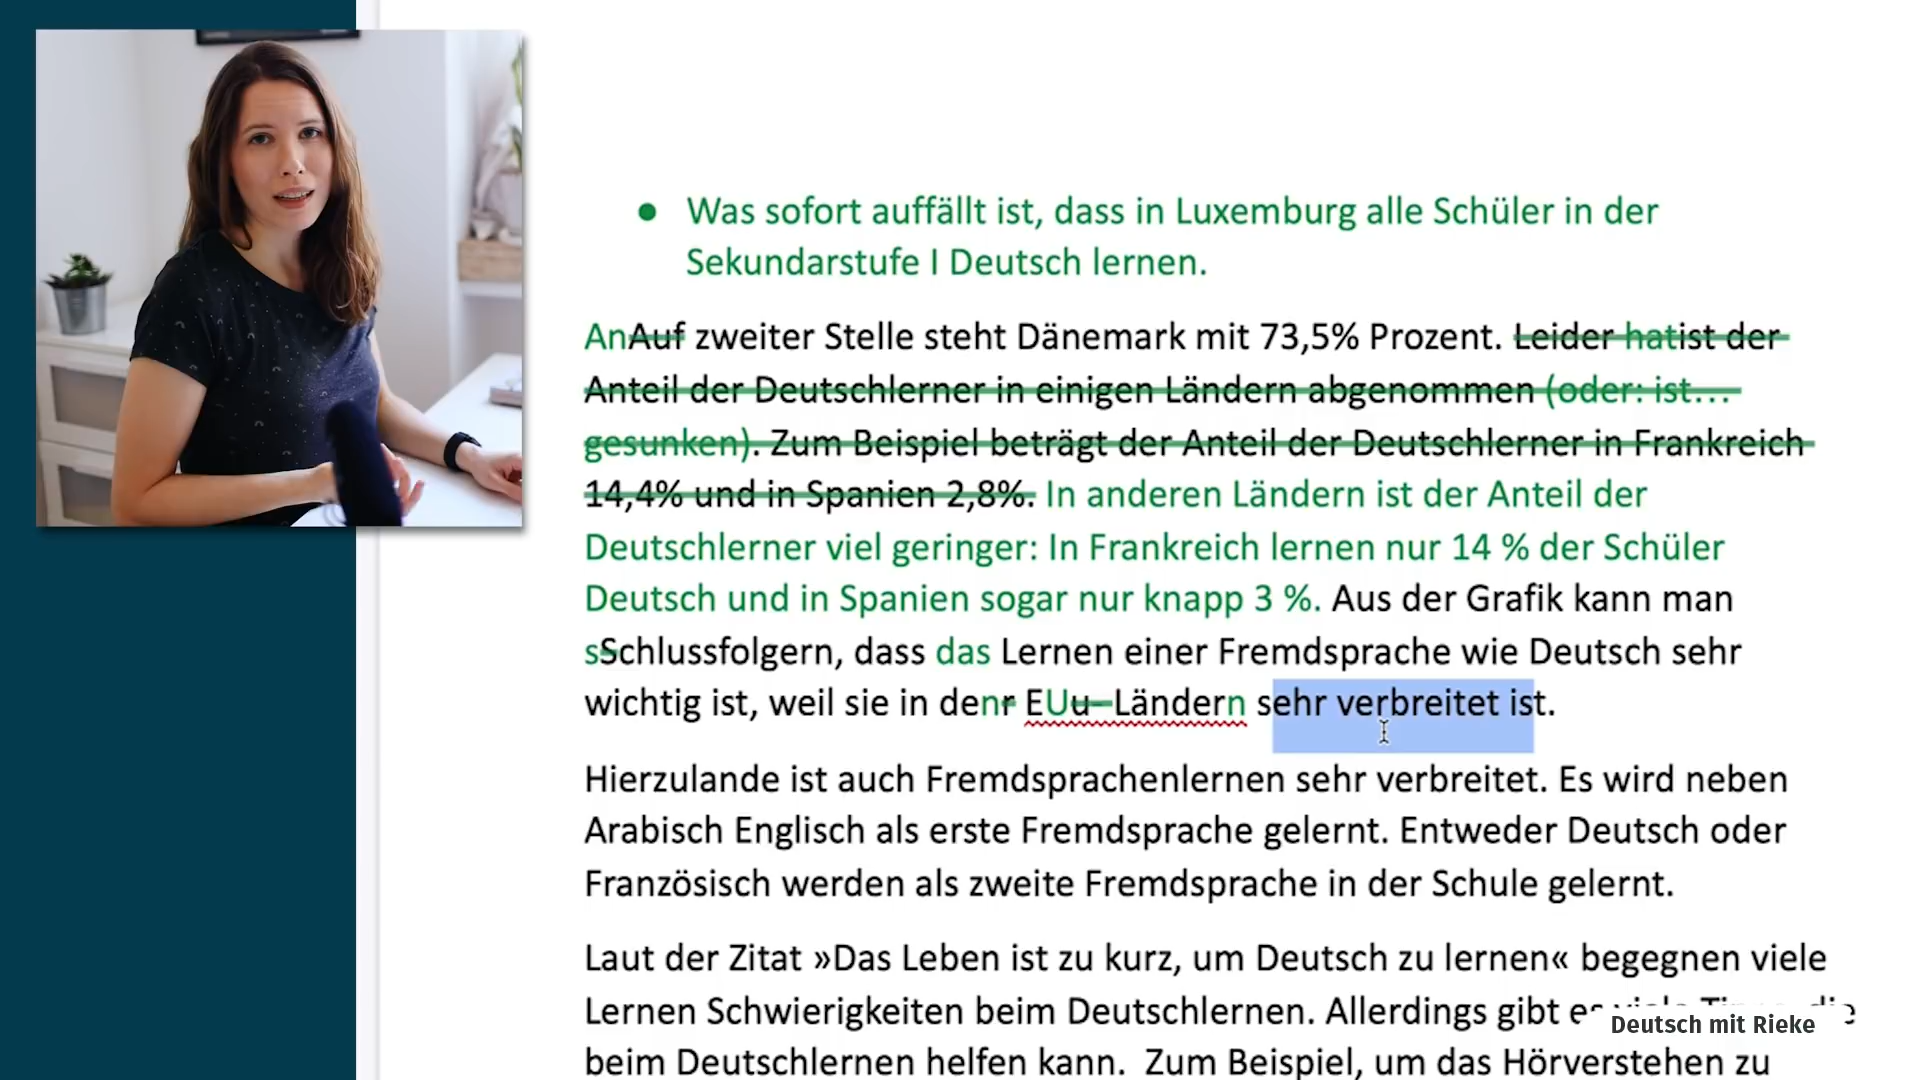 ● Was sofort auffällt ist, dass in Luxemburg alle Schüler in der
Sekundarstufe I Deutsch lernen.
AnAuf zweiter Stelle steht Dänemark mit 73,5% Prozent. Leider hatist der
Anteil der Deutschlerner in einigen Ländern abgenommen (oder: ist…
gesunken). Zum Beispiel beträgt der Anteil der Deutschlerner in Frankreich
14,4% und in Spanien 2,8%. In anderen Ländern ist der Anteil der
Deutschlerner viel geringer: In Frankreich lernen nur 14 % der Schüler
Deutsch und in Spanien sogar nur knapp 3 %. Aus der Grafik kann man
sSchlussfolgern, dass das Lernen einer Fremdsprache wie Deutsch sehr
wichtig ist, weil sie in denr EUu-Ländern sehr verbreitet ist.
Hierzulande ist auch Fremdsprachenlernen sehr verbreitet. Es wird neben
Arabisch Englisch als erste Fremdsprache gelernt. Entweder Deutsch oder
Französisch werden als zweite Fremdsprache in der Schule gelernt.
Laut der Zitat »Das Leben ist zu kurz, um Deutsch zu lernen« begegnen viele
Lernen Schwierigkeiten beim Deutschlernen. Allerdings gibt es
beim Deutschlernen helfen kann. Zum Beispiel, um das Hörverstehen zu
Deutsch mit Rieke